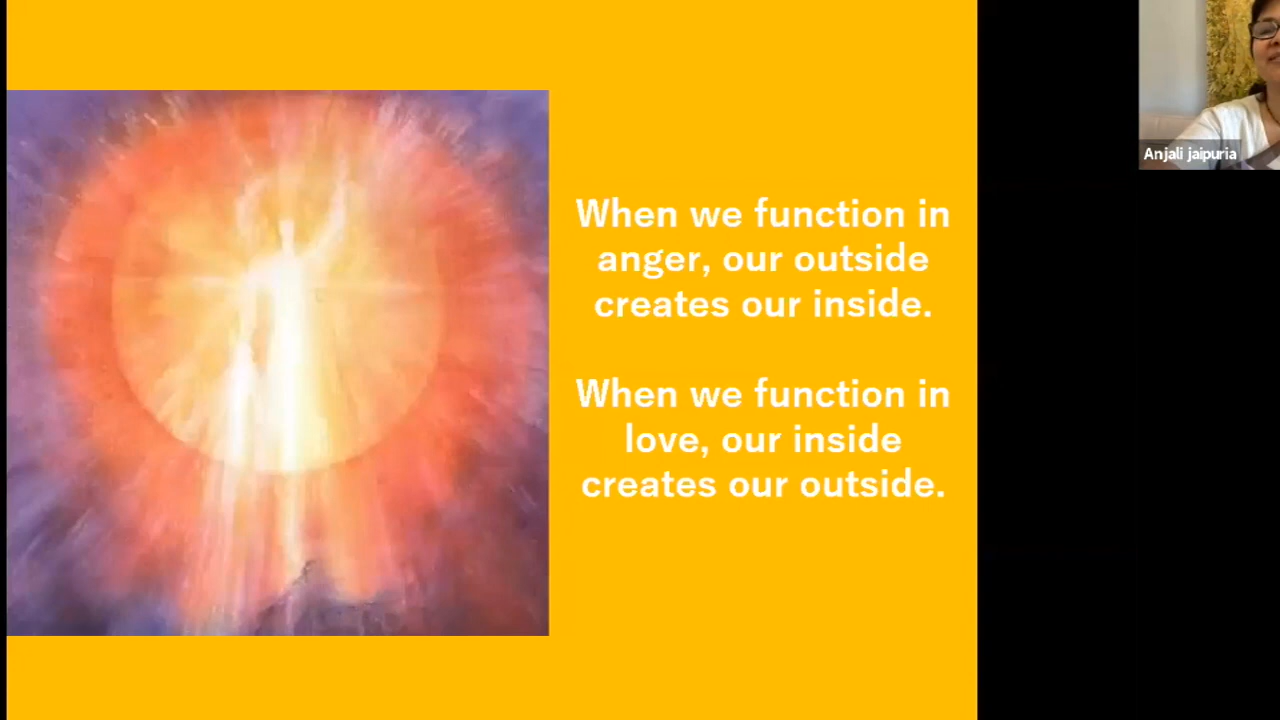 When we function in
anger, our outside
creates our inside.
When we function in
love, our inside
creates our outside.
Anjali jaipuria